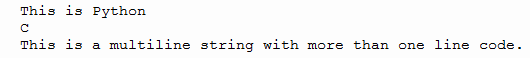 This is Python
C
This is a multiline string with more than one line code.